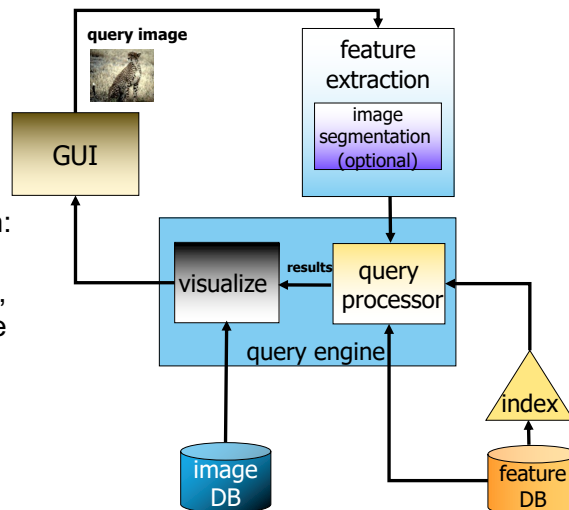 query image
feature
extraction
image
segmentation
(optional)
GUI
:
,
e
visualize
results
query
processor
query engine
index
image
DB
feature
DB